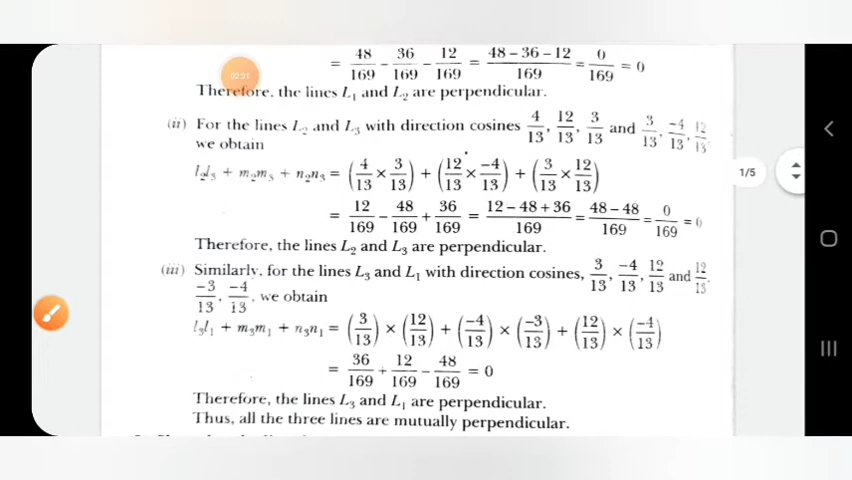 = 48/169 − 36/169 − 12/169 = (48 − 36 − 12)/169 = 0/169 = 0
02:31
Therefore, the lines L₁ and L₂ are perpendicular.
(ii) For the lines L₂ and L₃ with direction cosines 4/13, 12/13, 3/13 and 3/13, −4/13, 12/13
we obtain
l₂l₃ + m₂m₃ + n₂n₃ = (4/13 × 3/13) + (12/13 × −4/13) + (3/13 × 12/13)
1/5
= 12/169 − 48/169 + 36/169 = (12 − 48 + 36)/169 = (48 − 48)/169 = 0/169 = 0
Therefore, the lines L₂ and L₃ are perpendicular.
(iii) Similarly, for the lines L₃ and L₁ with direction cosines, 3/13, −4/13, 12/13 and 12/13,
−3/13, −4/13, we obtain
l₃l₁ + m₃m₁ + n₃n₁ = (3/13) × (12/13) + (−4/13) × (−3/13) + (12/13) × (−4/13)
= 36/169 + 12/169 − 48/169 = 0
Therefore, the lines L₃ and L₁ are perpendicular.
Thus, all the three lines are mutually perpendicular.